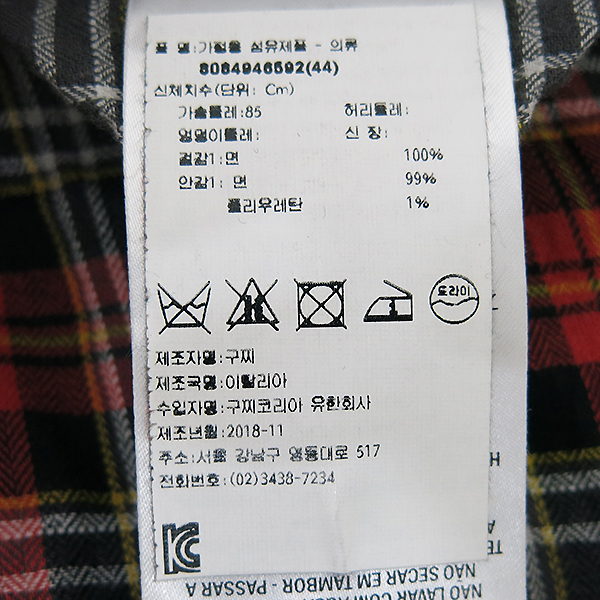 품 명:가정용 섬유제품 - 의류
8084946592(44)
신체치수(단위: Cm)
가슴둘레:85 허리둘레:
엉덩이둘레: 신 장:
겉감1:면 100%
안감1: 면 99%
폴리우레탄 1%
드라이
제조자명:구찌
제조국명:이탈리아
수입자명:구찌코리아 유한회사
제조년월:2018-11
주소:서울 강남구 영동대로 517
전화번호:(02)3438-7234
KC
NÃO SECAR EM TAMBOR - PASSAR A
NÃO LAVAR COM